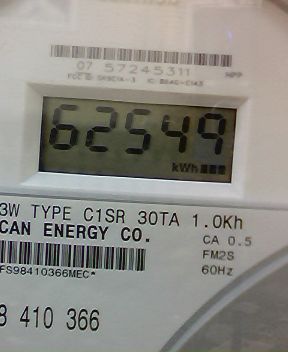 07 57245311 NPP
62549
kWh
3W TYPE C1SR 30TA 1.0Kh
CAN ENERGY CO.
CA 0.5
FM2S
FS98410366MEC*
60Hz
8 410 366